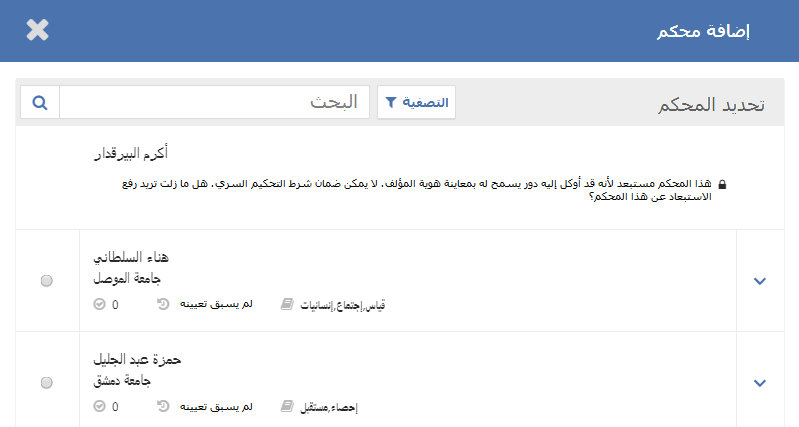 إضافة محكم
تحديد المحكم
التصفية
البحث
أكرم البيرقدار
هذا المحكم مستبعد لأنه قد أوكل إليه دور يسمح له بمعاينة هوية المؤلف، لا يمكن ضمان شرط التحكيم السري، هل ما زلت تريد رفع
الاستبعاد عن هذا المحكم؟
هناء السلطاني
جامعة الموصل
0 لم يسبق تعيينه قياس,إجتماع,إنسانيات
حمزة عبد الجليل
جامعة دمشق
0 لم يسبق تعيينه إحصاء,مستقبل